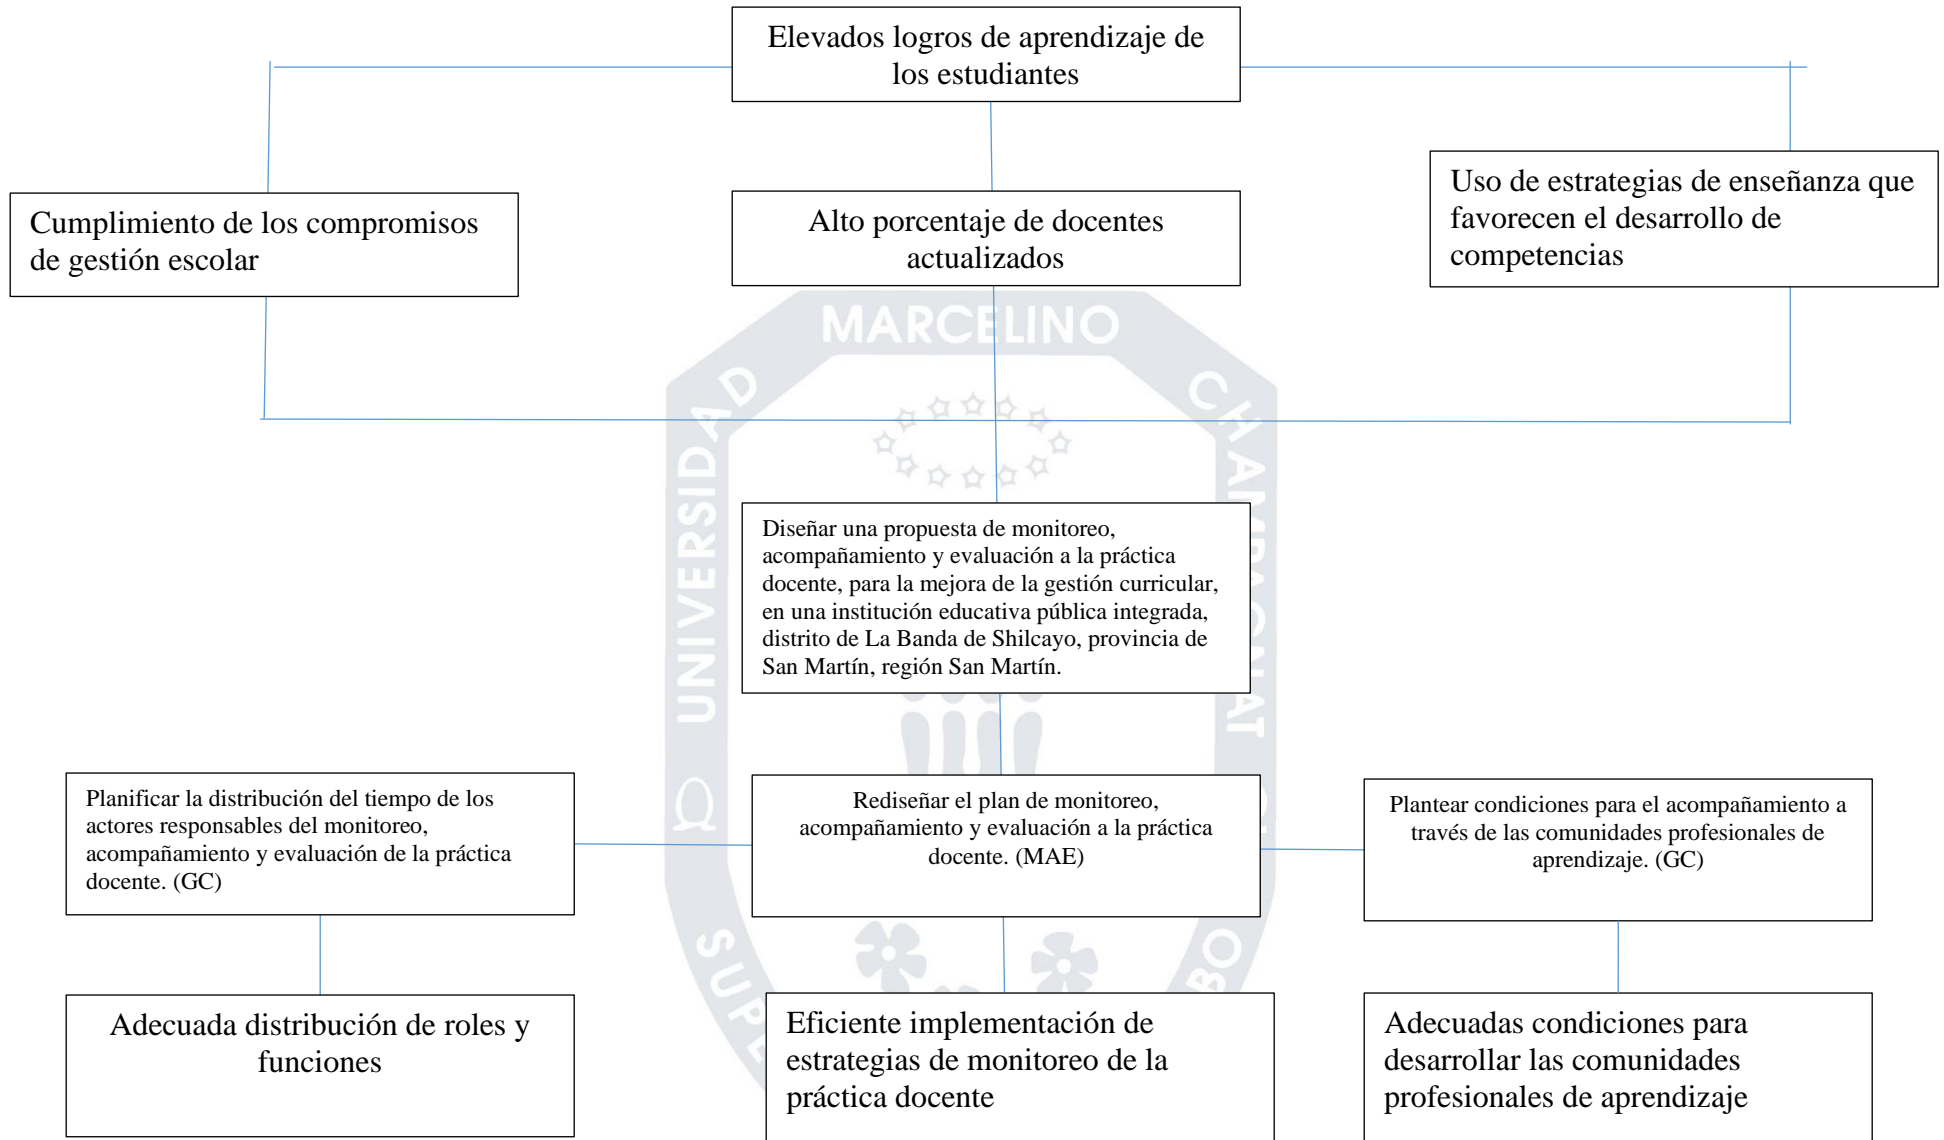 Elevados logros de aprendizaje de
los estudiantes
Cumplimiento de los compromisos
de gestión escolar
Alto porcentaje de docentes
actualizados
Uso de estrategias de enseñanza que
favorecen el desarrollo de
competencias
MARCELINO
UNIVERSIDAD
Diseñar una propuesta de monitoreo,
acompañamiento y evaluación a la práctica
docente, para la mejora de la gestión curricular,
en una institución educativa pública integrada,
distrito de La Banda de Shilcayo, provincia de
San Martín, región San Martín.
Planificar la distribución del tiempo de los
actores responsables del monitoreo,
acompañamiento y evaluación de la práctica
docente. (GC)
Rediseñar el plan de monitoreo,
acompañamiento y evaluación a la práctica
docente. (MAE)
Plantear condiciones para el acompañamiento a
través de las comunidades profesionales de
aprendizaje. (GC)
Adecuada distribución de roles y
funciones
Eficiente implementación de
estrategias de monitoreo de la
práctica docente
Adecuadas condiciones para
desarrollar las comunidades
profesionales de aprendizaje